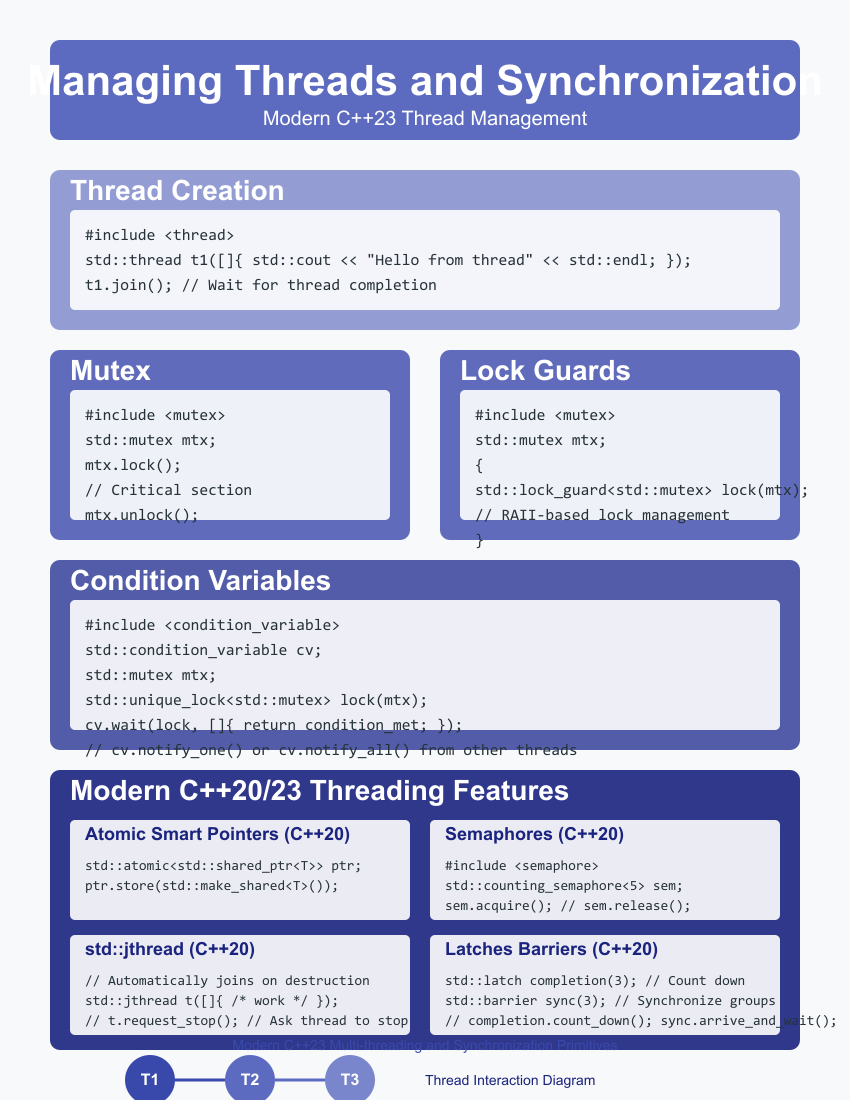 Managing Threads and Synchronization
Modern C++23 Thread Management
Thread Creation
#include <thread>
std::thread t1([]{ std::cout << "Hello from thread" << std::endl; });
t1.join(); // Wait for thread completion
Mutex
#include <mutex>
std::mutex mtx;
mtx.lock();
// Critical section
mtx.unlock();
Lock Guards
#include <mutex>
std::mutex mtx;
{
std::lock_guard<std::mutex> lock(mtx);
// RAII-based lock management
}
Condition Variables
#include <condition_variable>
std::condition_variable cv;
std::mutex mtx;
std::unique_lock<std::mutex> lock(mtx);
cv.wait(lock, []{ return condition_met; });
// cv.notify_one() or cv.notify_all() from other threads
Modern C++20/23 Threading Features
Atomic Smart Pointers (C++20)
std::atomic<std::shared_ptr<T>> ptr;
ptr.store(std::make_shared<T>());
Semaphores (C++20)
#include <semaphore>
std::counting_semaphore<5> sem;
sem.acquire(); // sem.release();
std::jthread (C++20)
// Automatically joins on destruction
std::jthread t([]{ /* work */ });
// t.request_stop(); // Ask thread to stop
Latches Barriers (C++20)
std::latch completion(3); // Count down
std::barrier sync(3); // Synchronize groups
// completion.count_down(); sync.arrive_and_wait();
Modern C++23 Multi-threading and Synchronization Primitives
T1
T2
T3
Thread Interaction Diagram